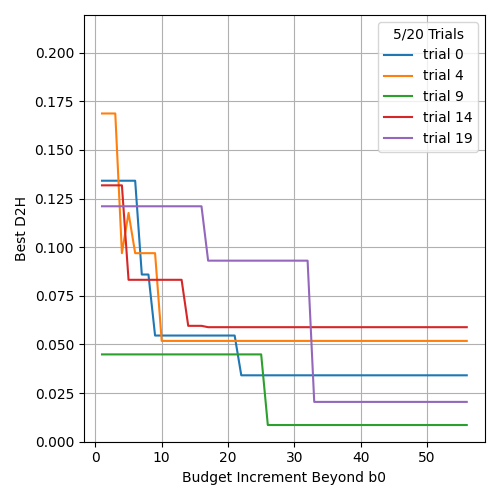 5/20 Trials
trial 0
trial 4
trial 9
trial 14
trial 19
Best D2H
0.200
0.175
0.150
0.125
0.100
0.075
0.050
0.025
0.000
0 10 20 30 40 50
Budget Increment Beyond b0